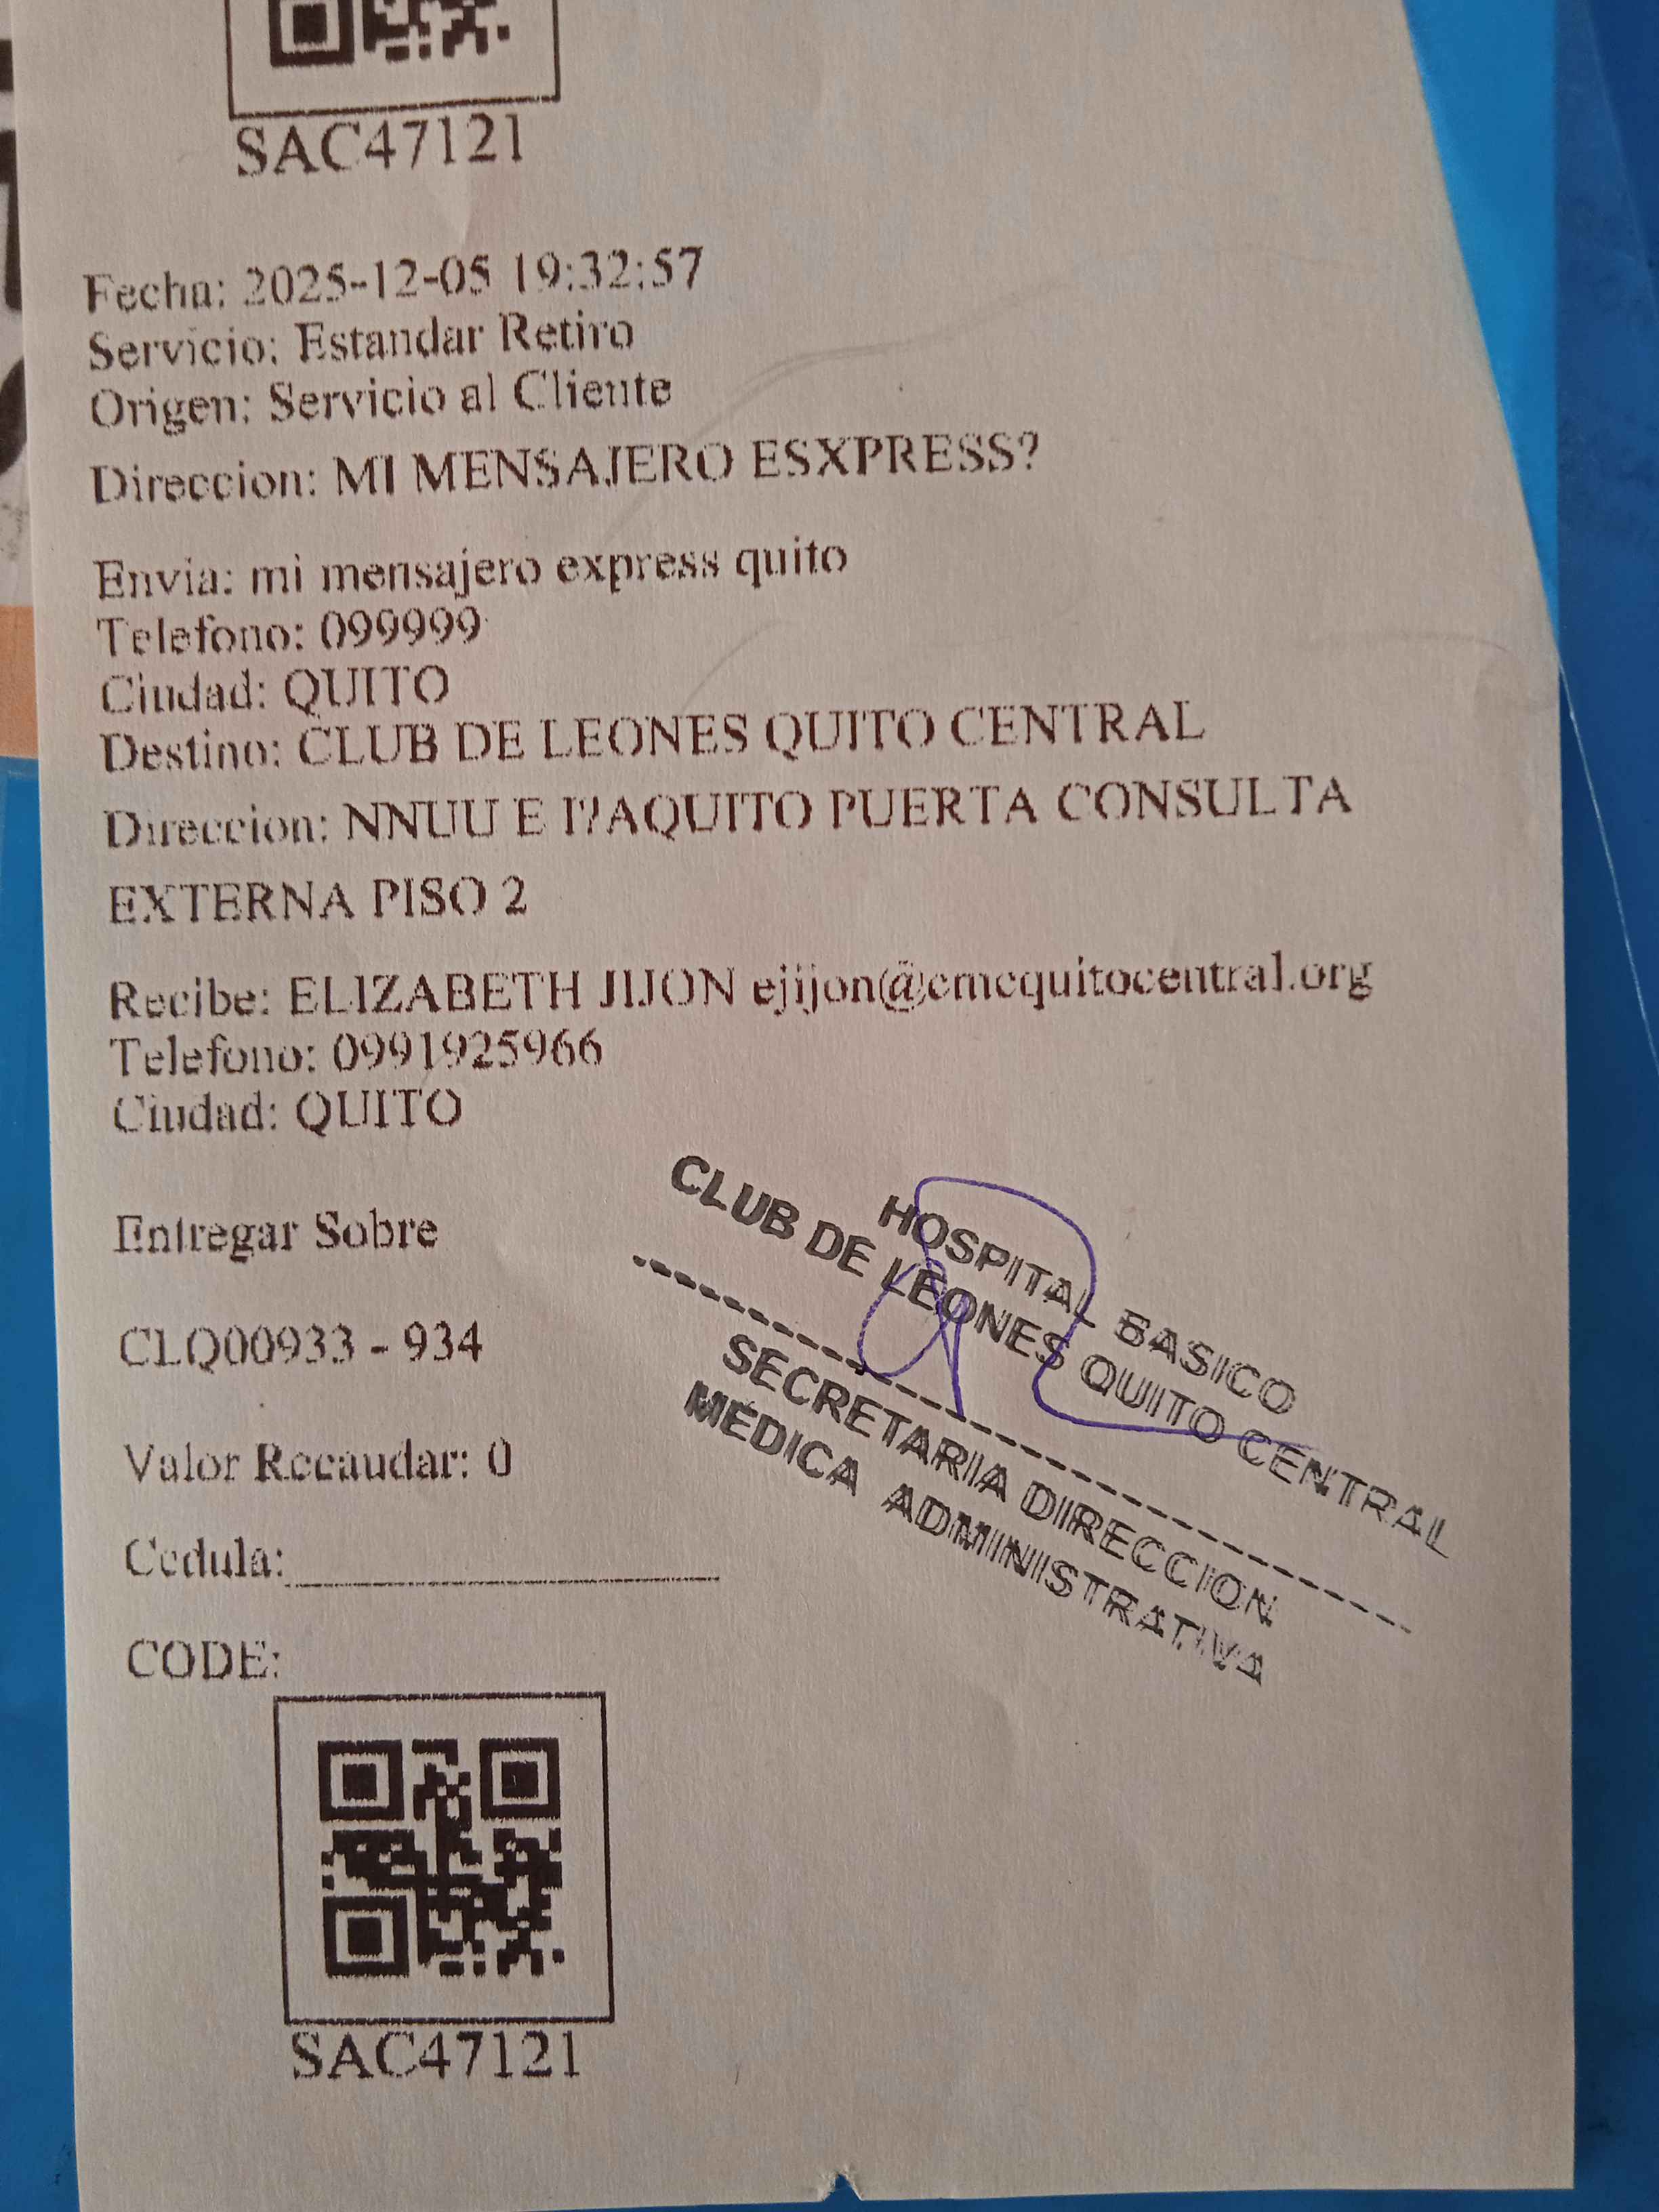 SAC47121
Fecha: 2025-12-05 19:32:57
Servicio: Estandar Retiro
Origen: Servicio al Cliente
Direccion: MI MENSAJERO ESXPRESS?
Envia: mi mensajero express quito
Telefono: 099999
Ciudad: QUITO
Destino: CLUB DE LEONES QUITO CENTRAL
Direccion: NNUU E I?AQUITO PUERTA CONSULTA
EXTERNA PISO 2
Recibe: ELIZABETH JIJON ejijon@cmcquitocentral.org
Telefono: 0991925966
Ciudad: QUITO
Entregar Sobre
CLQ00933 - 934
Valor Recaudar: 0
Cedula:
CODE:
SAC47121
HOSPITAL BASICO
CLUB DE LEONES QUITO CENTRAL
SECRETARIA DIRECCION
MEDICA ADMINISTRATIVA